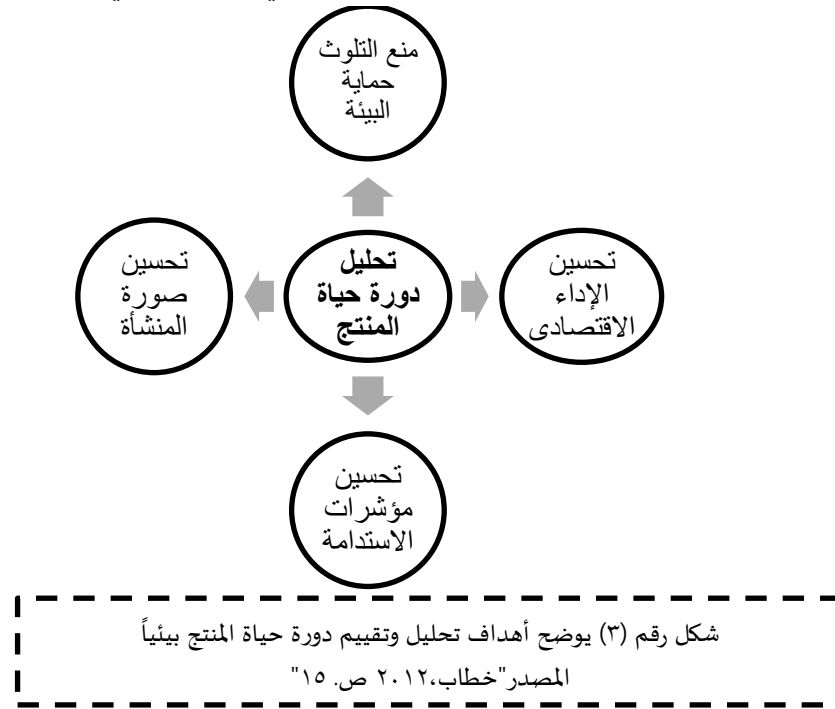 منع التلوث
حماية
البيئة
تحسين
صورة
المنشأة
تحليل
دورة حياة
المنتج
تحسين
الإداء
الاقتصادى
تحسين
مؤشرات
الاستدامة
شكل رقم (٣) يوضح أهداف تحليل وتقييم دورة حياة المنتج بيئياً
المصدر"خطاب،٢٠١٢ ص. ١٥"